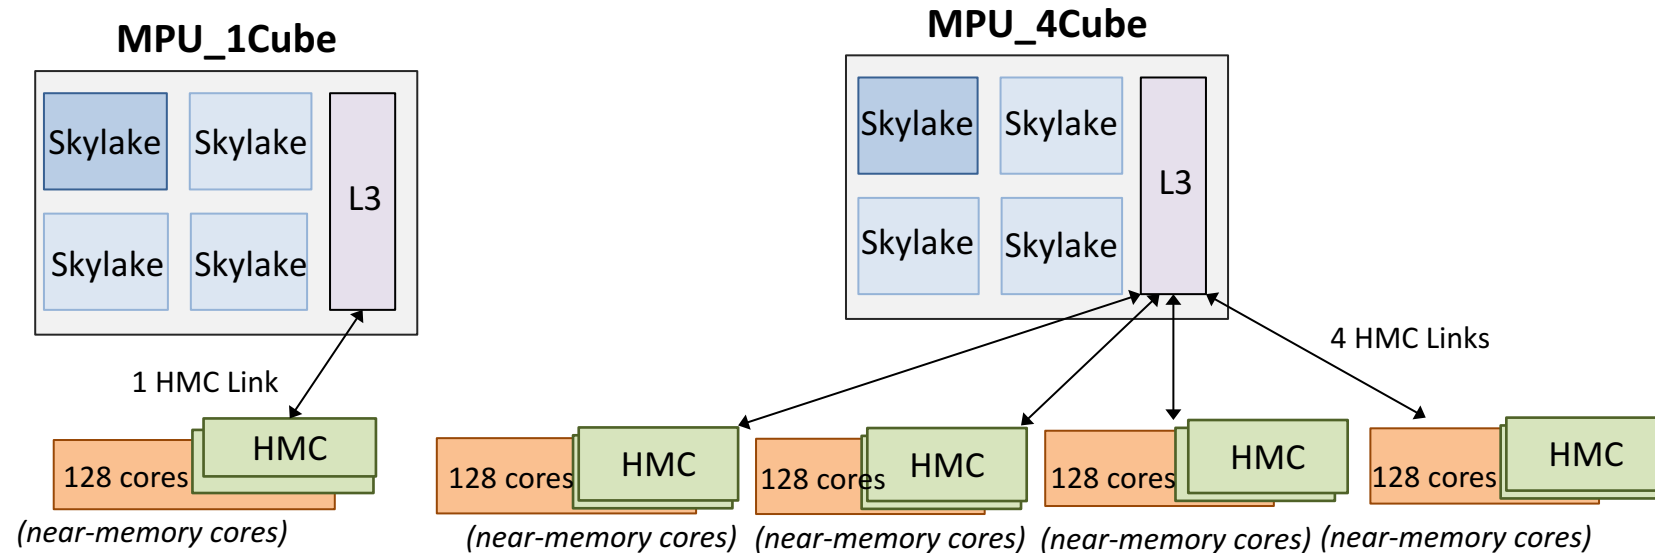 MPU_1Cube
Skylake
Skylake
L3
Skylake
Skylake
1 HMC Link
HMC
128 cores
(near-memory cores)
MPU_4Cube
Skylake
Skylake
L3
Skylake
Skylake
4 HMC Links
128 cores
HMC
128 cores
HMC
128 cores
HMC
128 cores
HMC
(near-memory cores)
(near-memory cores)
(near-memory cores)
(near-memory cores)